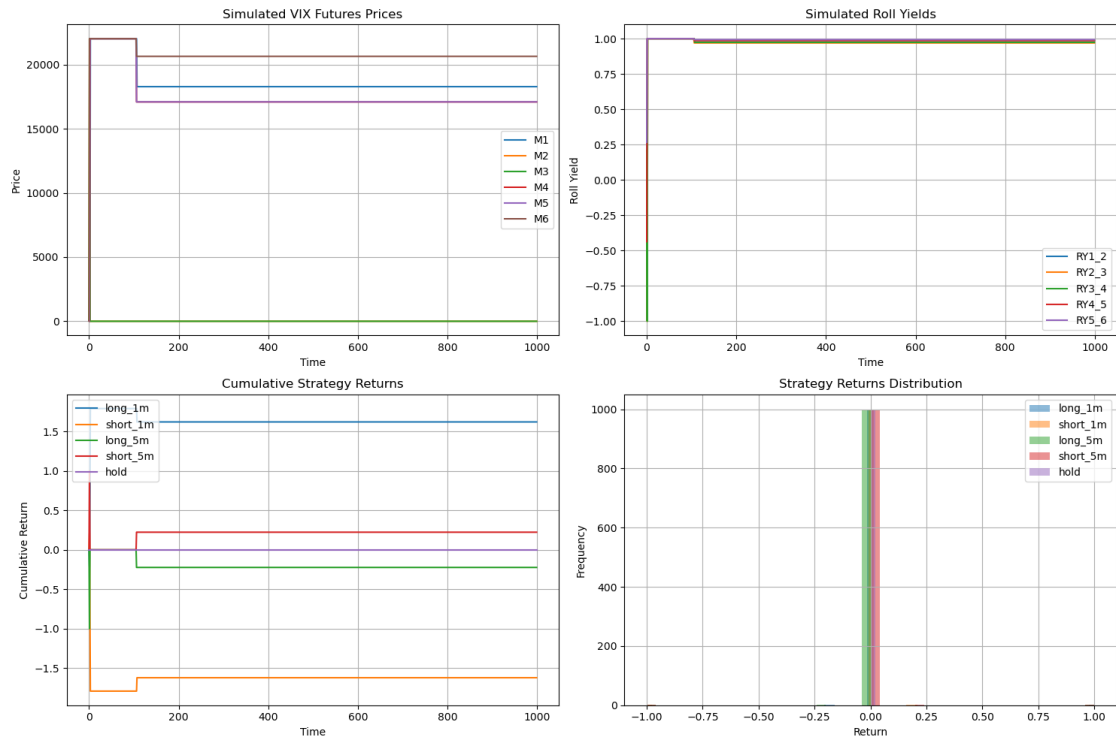 Simulated VIX Futures Prices
Price
20000
15000
10000
5000
0
M1
M2
M3
M4
M5
M6
0
200
400
600
800
1000
Time
Simulated Roll Yields
Roll Yield
1.00
0.75
0.50
0.25
0.00
−0.25
−0.50
−0.75
−1.00
RY1_2
RY2_3
RY3_4
RY4_5
RY5_6
0
200
400
600
800
1000
Time
Cumulative Strategy Returns
Cumulative Return
1.5
1.0
0.5
0.0
−0.5
−1.0
−1.5
long_1m
short_1m
long_5m
short_5m
hold
0
200
400
600
800
1000
Time
Strategy Returns Distribution
Frequency
1000
800
600
400
200
0
long_1m
short_1m
long_5m
short_5m
hold
−1.00
−0.75
−0.50
−0.25
0.00
0.25
0.50
0.75
1.00
Return